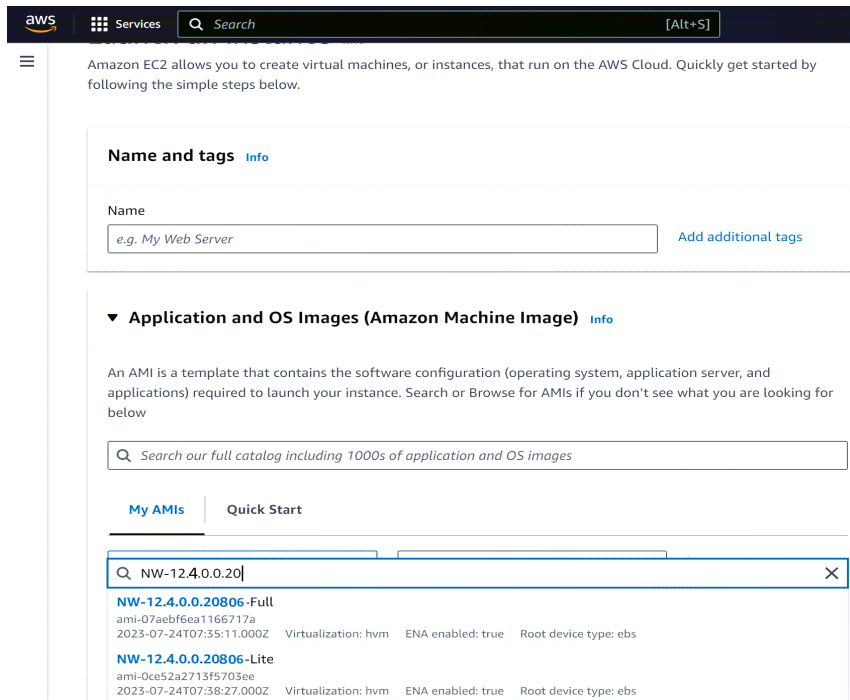 aws Services Search [Alt+S]
Amazon EC2 allows you to create virtual machines, or instances, that run on the AWS Cloud. Quickly get started by
following the simple steps below.
Name and tags Info
Name
e.g. My Web Server Add additional tags
Application and OS Images (Amazon Machine Image) Info
An AMI is a template that contains the software configuration (operating system, application server, and
applications) required to launch your instance. Search or Browse for AMIs if you don’t see what you are looking for
below
Search our full catalog including 1000s of application and OS images
My AMIs Quick Start
NW-12.4.0.0.20
NW-12.4.0.0.20806-Full
ami-07aebf6ea1166717a
2023-07-24T07:35:11.000Z Virtualization: hvm ENA enabled: true Root device type: ebs
NW-12.4.0.0.20806-Lite
ami-0ce52a2713f5703ee
2023-07-24T07:38:27.000Z Virtualization: hvm ENA enabled: true Root device type: ebs